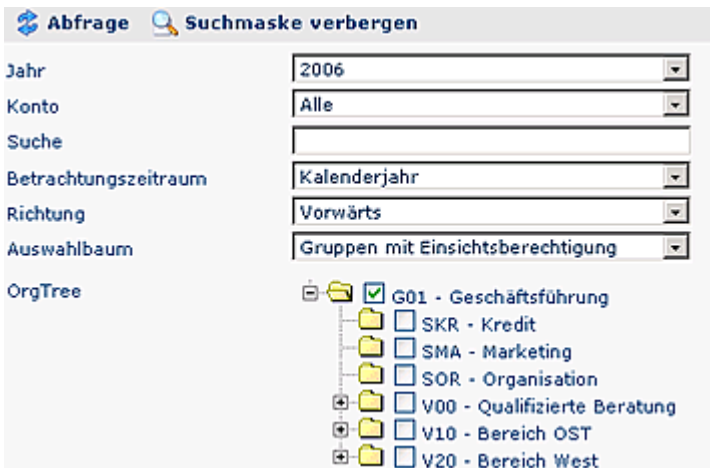 Abfrage Suchmaske verbergen
Jahr 2006
Konto Alle
Suche
Betrachtungszeitraum Kalenderjahr
Richtung Vorwärts
Auswahlbaum Gruppen mit Einsichtsberechtigung
OrgTree G01 - Geschäftsführung
SKR - Kredit
SMA - Marketing
SOR - Organisation
V00 - Qualifizierte Beratung
V10 - Bereich OST
V20 - Bereich West